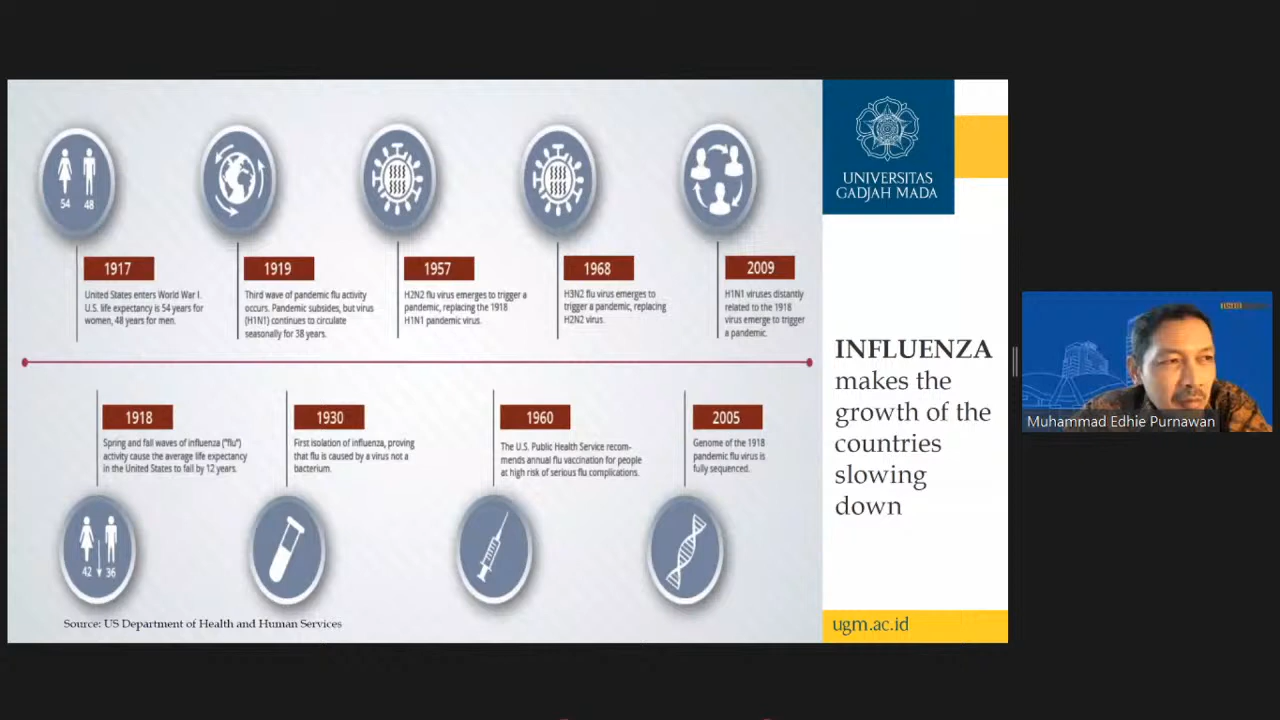 54 48
1917
United States enters World War I.
U.S. life expectancy is 54 years for
women, 48 years for men.
1919
Third wave of pandemic flu activity
occurs. Pandemic subsides, but virus
(H1N1) continues to circulate
seasonally for 38 years.
1957
H2N2 flu virus emerges to trigger a
pandemic, replacing the 1918
H1N1 pandemic virus.
1968
H3N2 flu virus emerges to
trigger a pandemic, replacing
H2N2 virus.
2009
H1N1 viruses distantly
related to the 1918
virus emerge to trigger
a pandemic.
1918
Spring and fall waves of influenza ("flu")
activity cause the average life expectancy
in the United States to fall by 12 years.
42 36
1930
First isolation of influenza, proving
that flu is caused by a virus not a
bacterium.
1960
The U.S. Public Health Service recom-
mends annual flu vaccination for people
at high risk of serious flu complications.
2005
Genome of the 1918
pandemic flu virus is
fully sequenced.
Source: US Department of Health and Human Services
UNIVERSITAS
GADJAH MADA
INFLUENZA
makes the
growth of the
countries
slowing
down
ugm.ac.id
Muhammad Edhie Purnawan